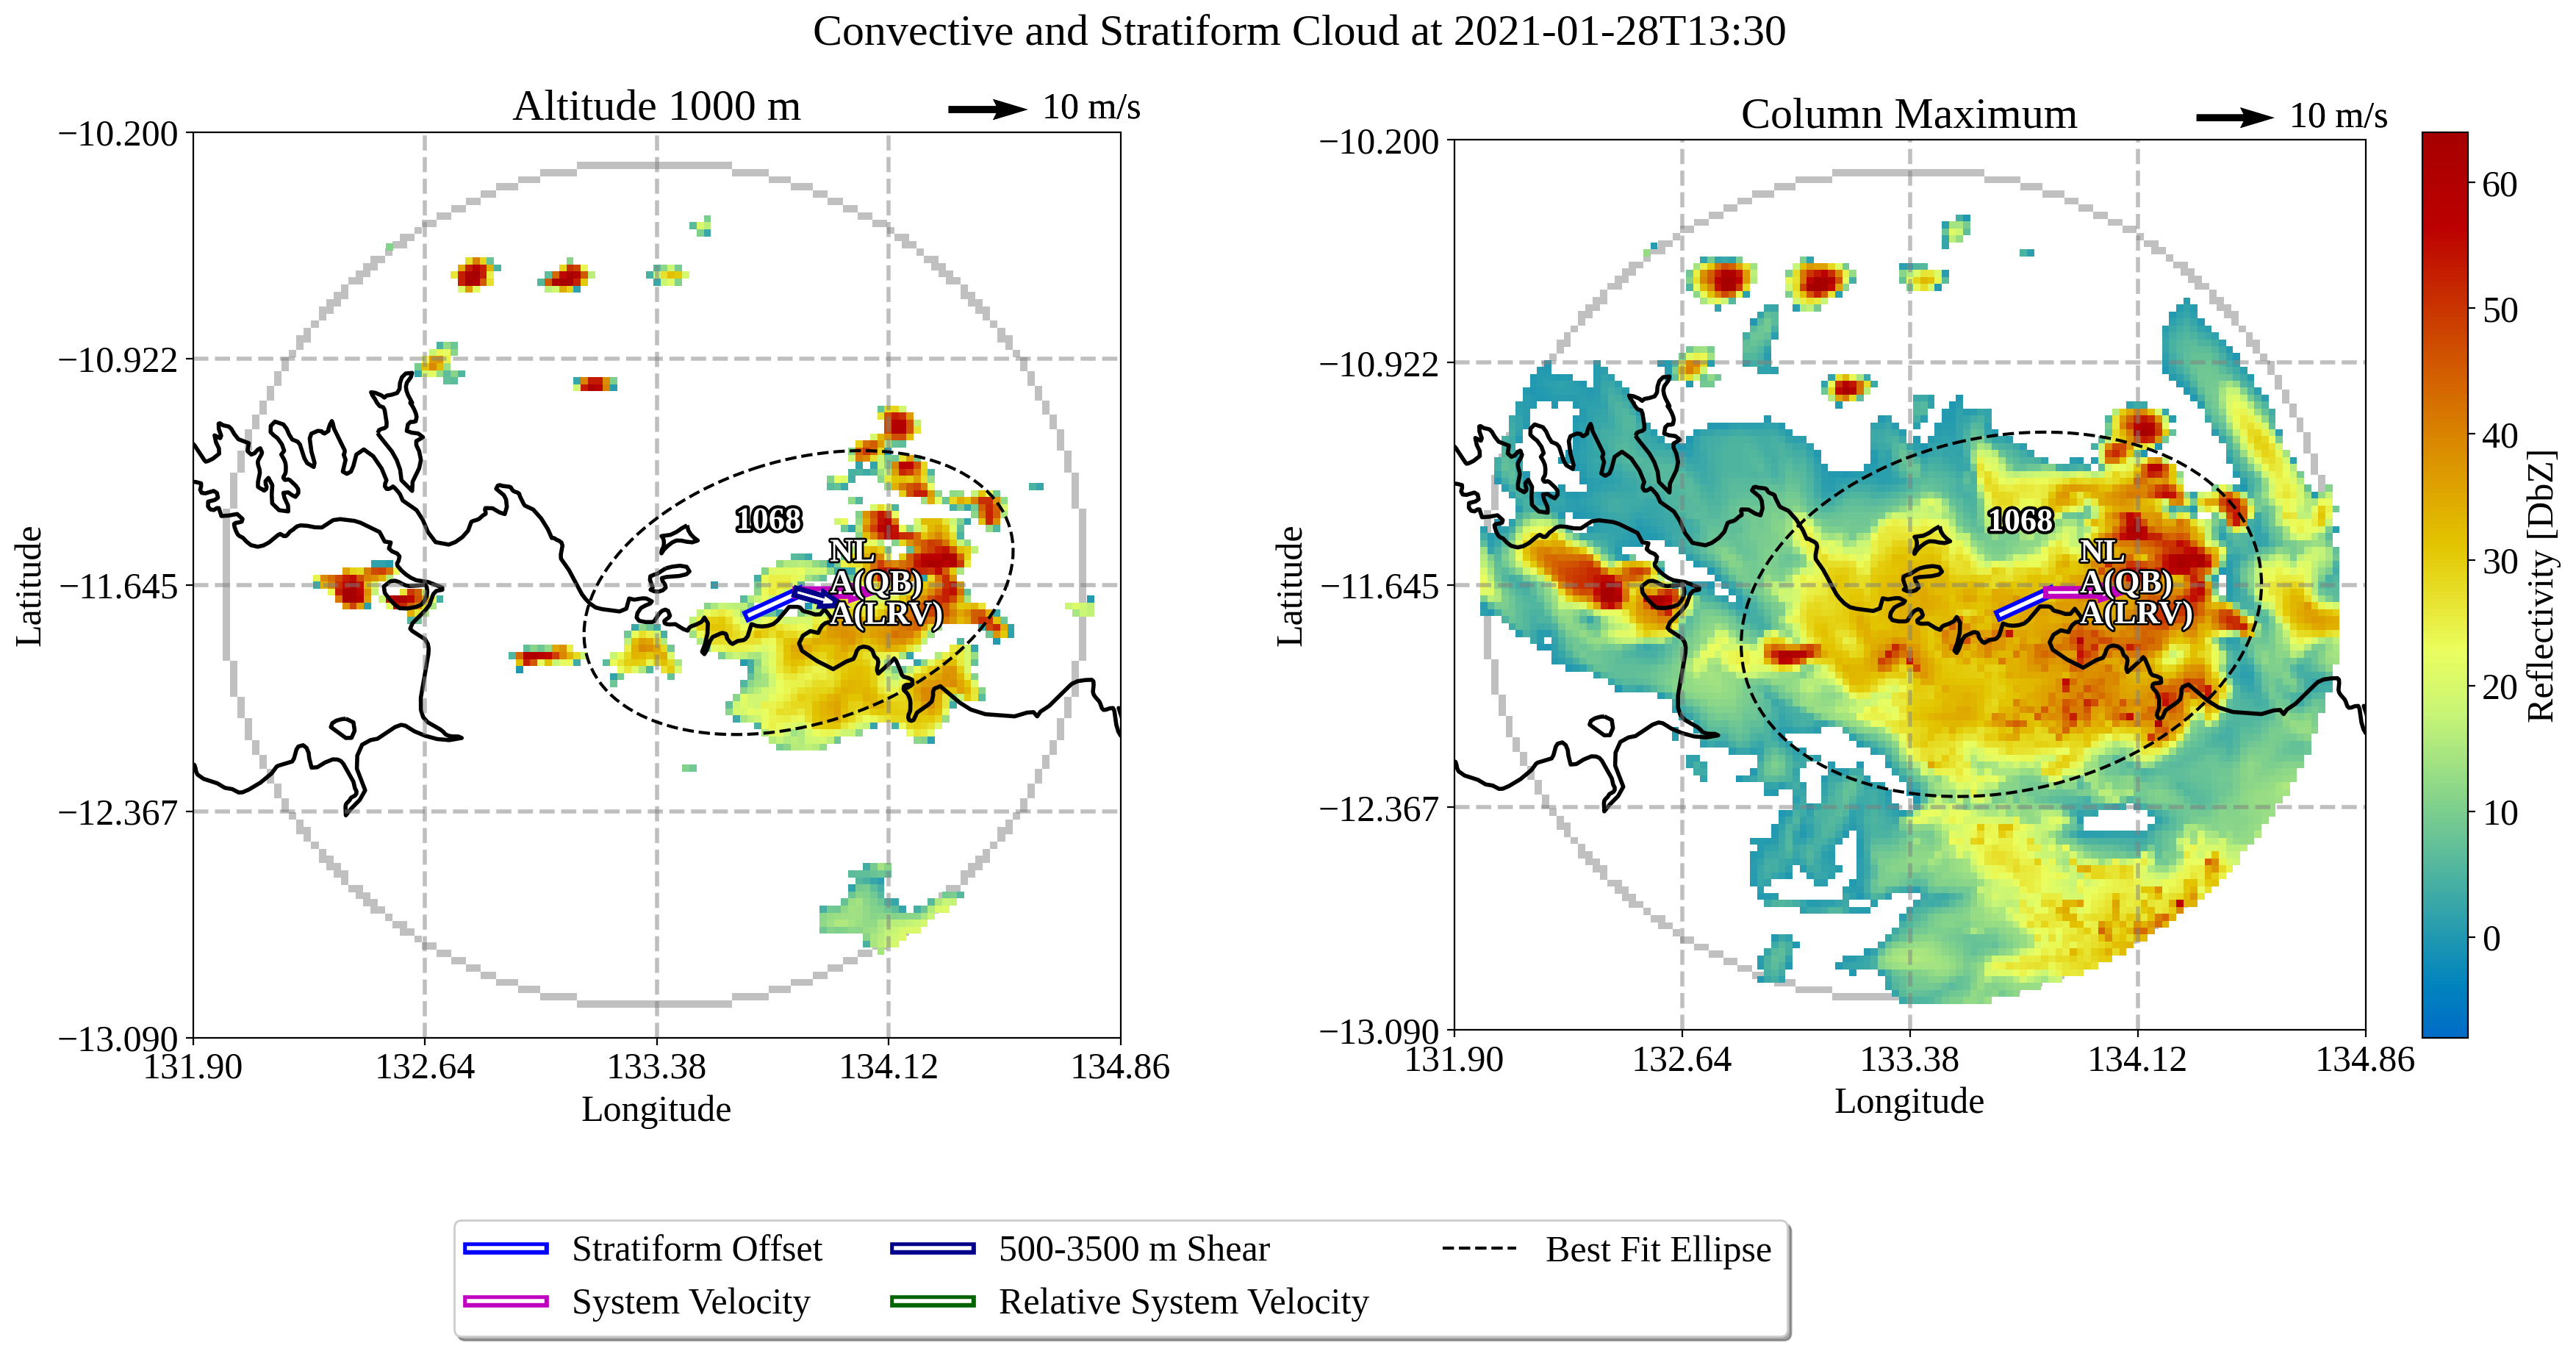 Convective and Stratiform Cloud at 2021-01-28T13:30
Altitude 1000 m
10 m/s
−10.200
−10.922
−11.645
−12.367
−13.090
Latitude
131.90
132.64
133.38
134.12
134.86
Longitude
1068
NL
A(QB)
A(LRV)
Column Maximum
10 m/s
−10.200
−10.922
−11.645
−12.367
−13.090
Latitude
131.90
132.64
133.38
134.12
134.86
Longitude
1068
NL
A(QB)
A(LRV)
60
50
40
30
20
10
0
Reflectivity [DbZ]
Stratiform Offset
System Velocity
500-3500 m Shear
Relative System Velocity
Best Fit Ellipse